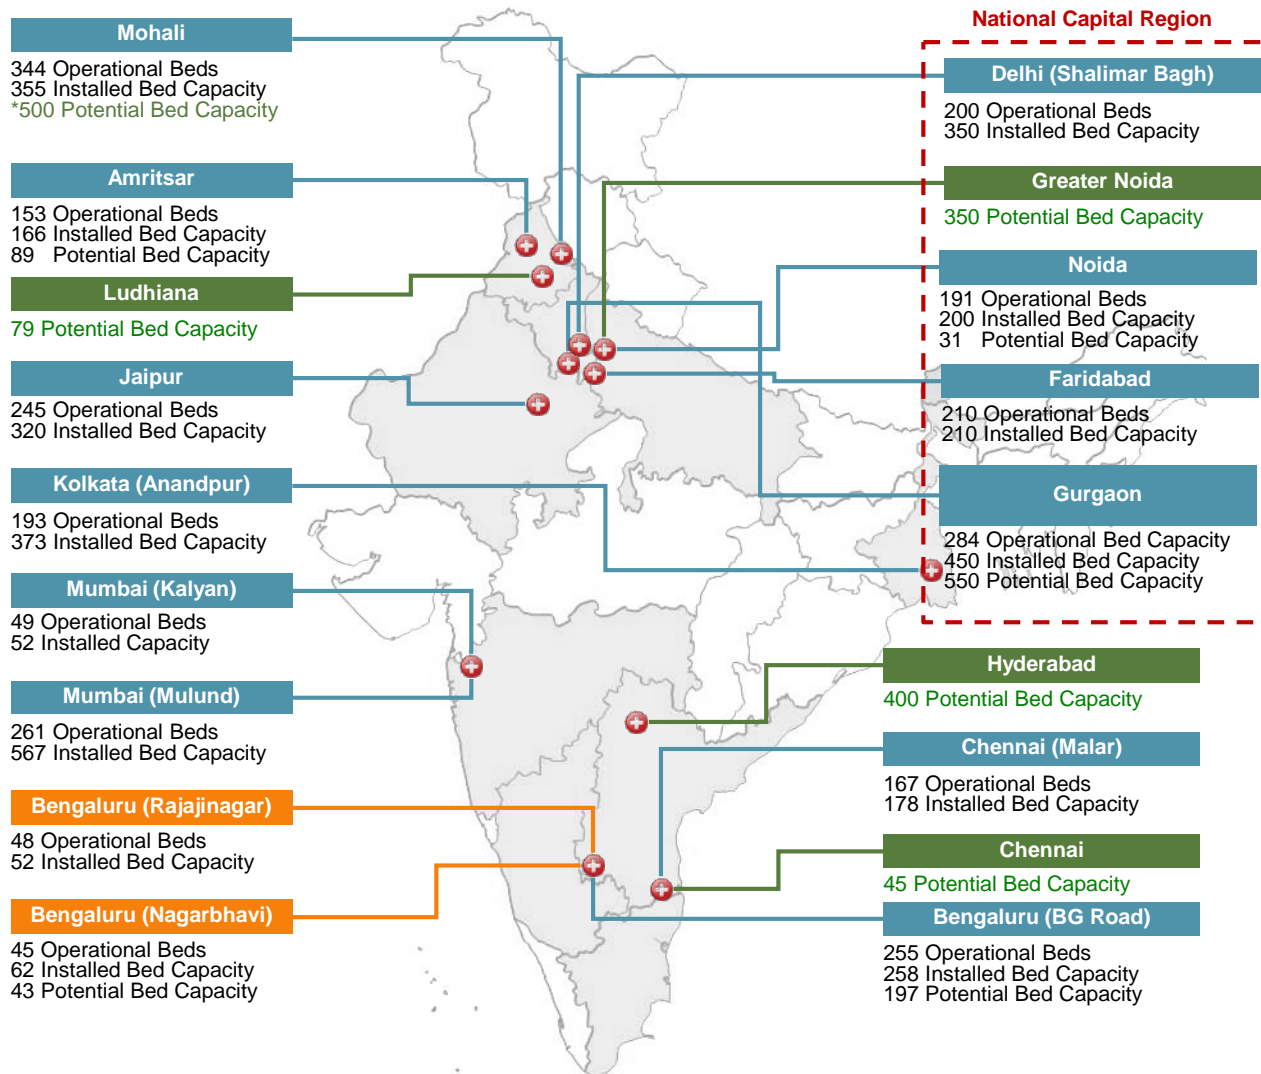 Mohali
344 Operational Beds
355 Installed Bed Capacity
*500 Potential Bed Capacity
Amritsar
153 Operational Beds
166 Installed Bed Capacity
89 Potential Bed Capacity
Ludhiana
79 Potential Bed Capacity
Jaipur
245 Operational Beds
320 Installed Bed Capacity
Kolkata (Anandpur)
193 Operational Beds
373 Installed Bed Capacity
Mumbai (Kalyan)
49 Operational Beds
52 Installed Capacity
Mumbai (Mulund)
261 Operational Beds
567 Installed Bed Capacity
Bengaluru (Rajajinagar)
48 Operational Beds
52 Installed Bed Capacity
Bengaluru (Nagarbhavi)
45 Operational Beds
62 Installed Bed Capacity
43 Potential Bed Capacity
National Capital Region
Delhi (Shalimar Bagh)
200 Operational Beds
350 Installed Bed Capacity
Greater Noida
350 Potential Bed Capacity
Noida
191 Operational Beds
200 Installed Bed Capacity
31 Potential Bed Capacity
Faridabad
210 Operational Beds
210 Installed Bed Capacity
Gurgaon
284 Operational Bed Capacity
450 Installed Bed Capacity
550 Potential Bed Capacity
Hyderabad
400 Potential Bed Capacity
Chennai (Malar)
167 Operational Beds
178 Installed Bed Capacity
Chennai
45 Potential Bed Capacity
Bengaluru (BG Road)
255 Operational Beds
258 Installed Bed Capacity
197 Potential Bed Capacity